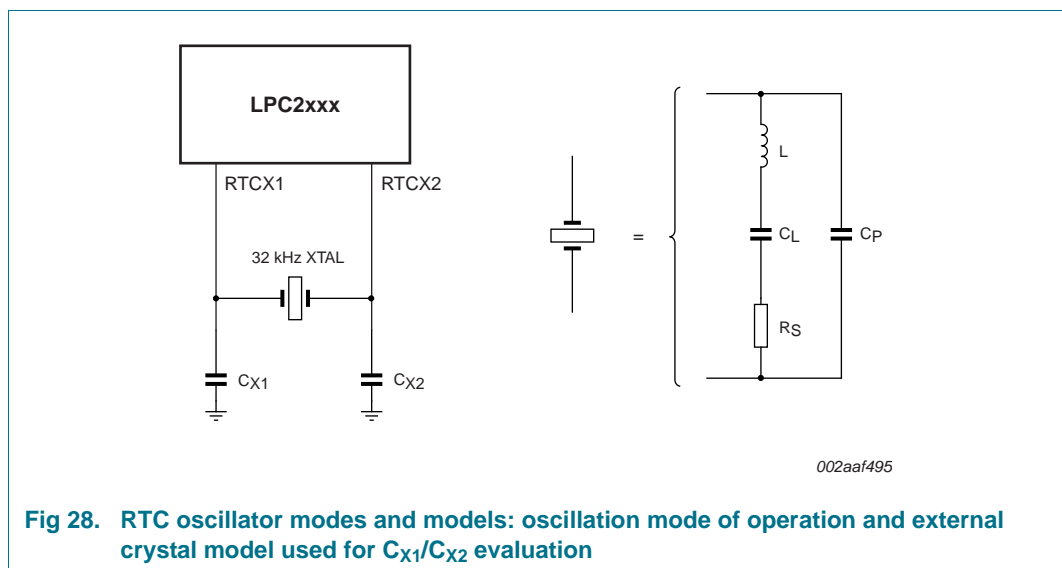 LPC2xxx
RTCX1
RTCX2
32 kHz XTAL
CX1
CX2
=
L
CL
CP
RS
002aaf495
Fig 28. RTC oscillator modes and models: oscillation mode of operation and external
crystal model used for CX1/CX2 evaluation